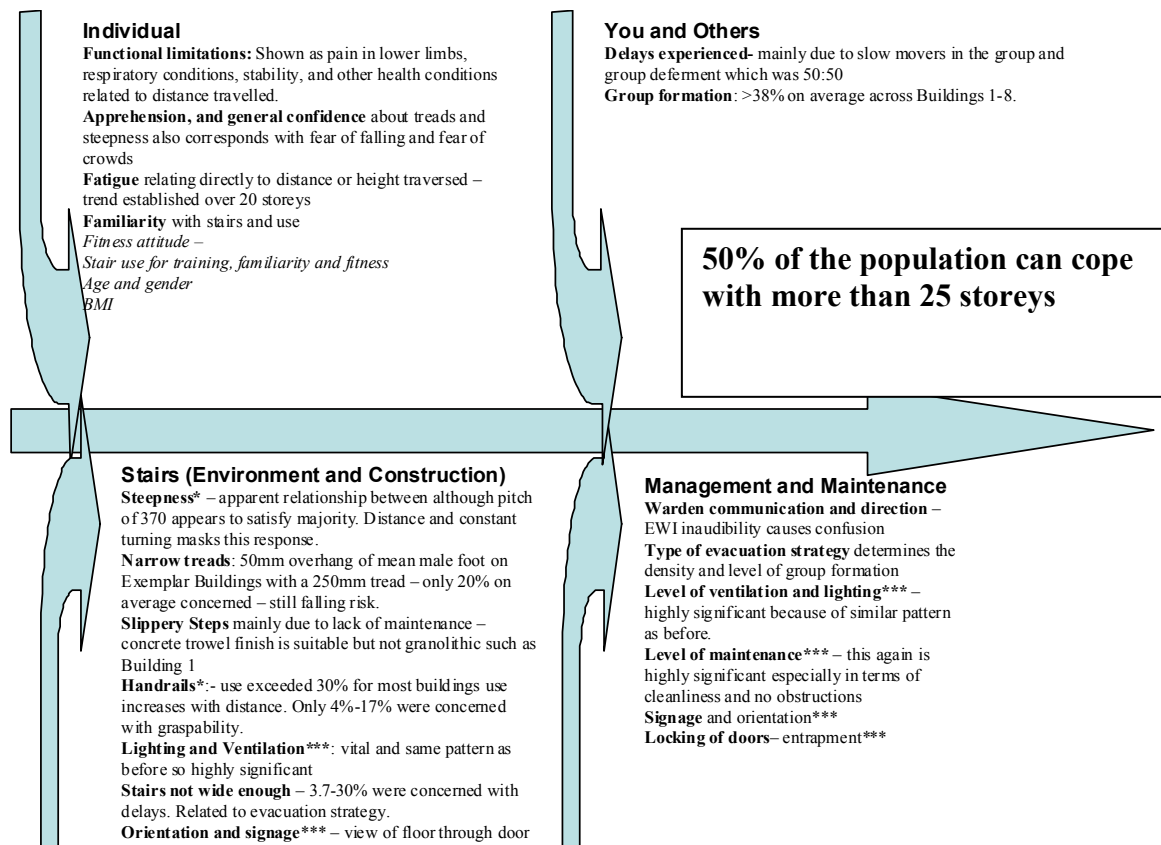 Individual
Functional limitations: Shown as pain in lower limbs,
respiratory conditions, stability, and other health conditions
related to distance travelled.
Apprehension, and general confidence about treads and
steepness also corresponds with fear of falling and fear of
crowds
Fatigue relating directly to distance or height traversed –
trend established over 20 storeys
Familiarity with stairs and use
Fitness attitude –
Stair use for training, familiarity and fitness
Age and gender
BMI
You and Others
Delays experienced- mainly due to slow movers in the group and
group deferment which was 50:50
Group formation: >38% on average across Buildings 1-8.
50% of the population can cope
with more than 25 storeys
Stairs (Environment and Construction)
Steepness* – apparent relationship between although pitch
of 370 appears to satisfy majority. Distance and constant
turning masks this response.
Narrow treads: 50mm overhang of mean male foot on
Exemplar Buildings with a 250mm tread – only 20% on
average concerned – still falling risk.
Slippery Steps mainly due to lack of maintenance –
concrete trowel finish is suitable but not granolithic such as
Building 1
Handrails*:- use exceeded 30% for most buildings use
increases with distance. Only 4%-17% were concerned
with graspability.
Lighting and Ventilation***: vital and same pattern as
before so highly significant
Stairs not wide enough – 3.7-30% were concerned with
delays. Related to evacuation strategy.
Orientation and signage*** – view of floor through door
Management and Maintenance
Warden communication and direction –
EWI inaudibility causes confusion
Type of evacuation strategy determines the
density and level of group formation
Level of ventilation and lighting*** –
highly significant because of similar pattern
as before.
Level of maintenance*** – this again is
highly significant especially in terms of
cleanliness and no obstructions
Signage and orientation***
Locking of doors– entrapment***